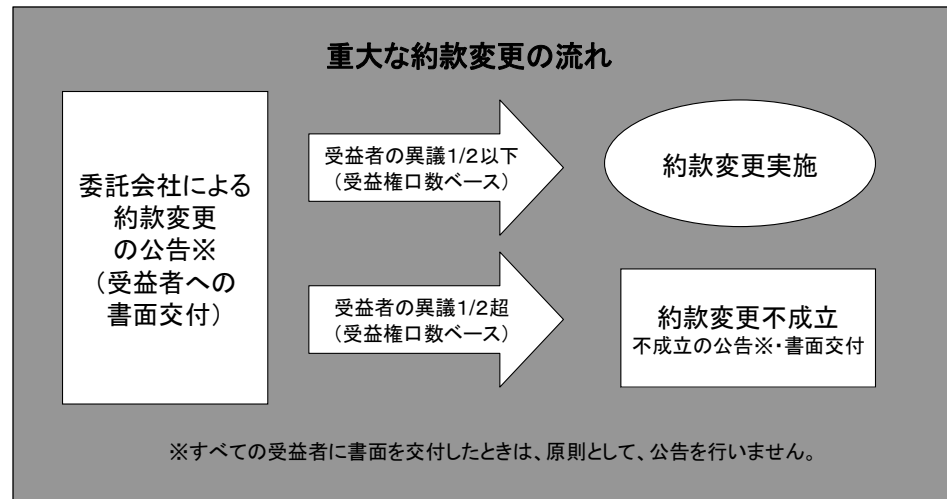 重大な約款変更の流れ
委託会社による
約款変更
の公告※
（受益者への
書面交付）
受益者の異議1/2以下
（受益権口数ベース）
約款変更実施
受益者の異議1/2超
（受益権口数ベース）
約款変更不成立
不成立の公告※・書面交付
※すべての受益者に書面を交付したときは、原則として、公告を行いません。